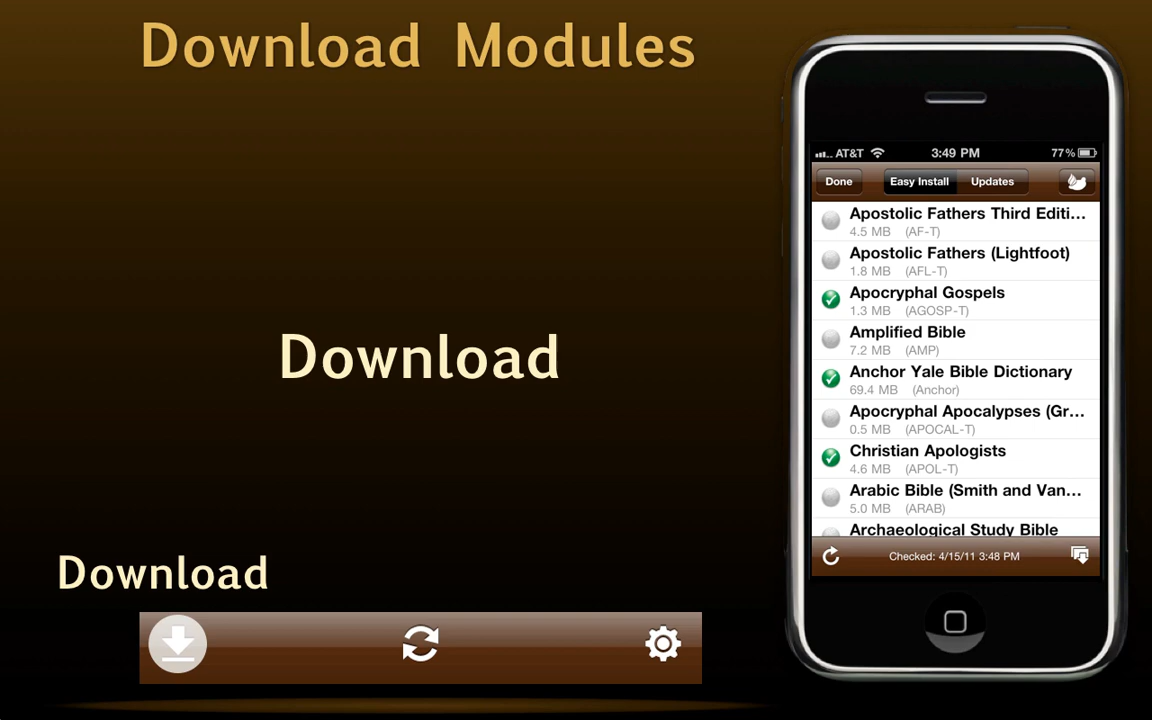 Download Modules
Download
Download
AT&T 3:49 PM 77%
Done Easy Install Updates
Apostolic Fathers Third Editi...
4.5 MB (AF-T)
Apostolic Fathers (Lightfoot)
1.8 MB (AFL-T)
Apocryphal Gospels
1.3 MB (AGOSP-T)
Amplified Bible
7.2 MB (AMP)
Anchor Yale Bible Dictionary
69.4 MB (Anchor)
Apocryphal Apocalypses (Gr...
0.5 MB (APOCAL-T)
Christian Apologists
4.6 MB (APOL-T)
Arabic Bible (Smith and Van...
5.0 MB (ARAB)
Archaeological Study Bible
Checked: 4/15/11 3:48 PM